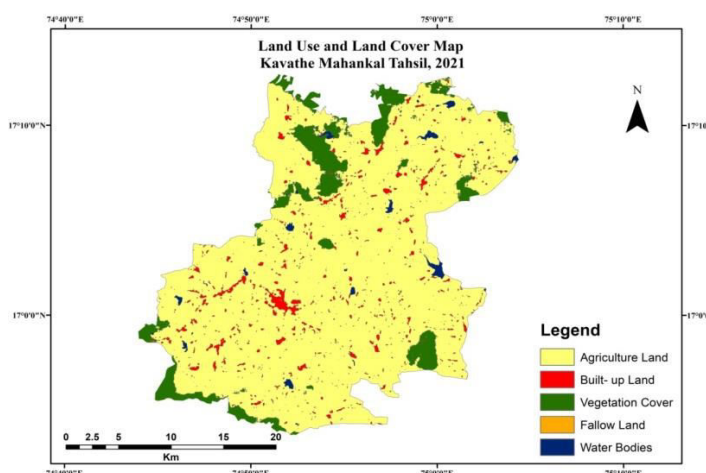 74°40'0"E 74°50'0"E 75°0'0"E 75°10'0"E
Land Use and Land Cover Map
Kavathe Mahankal Tahsil, 2021
N
17°10'0"N
17°0'0"N
Legend
Agriculture Land
Built- up Land
Vegetation Cover
Fallow Land
Water Bodies
0 2.5 5 10 15 20
Km